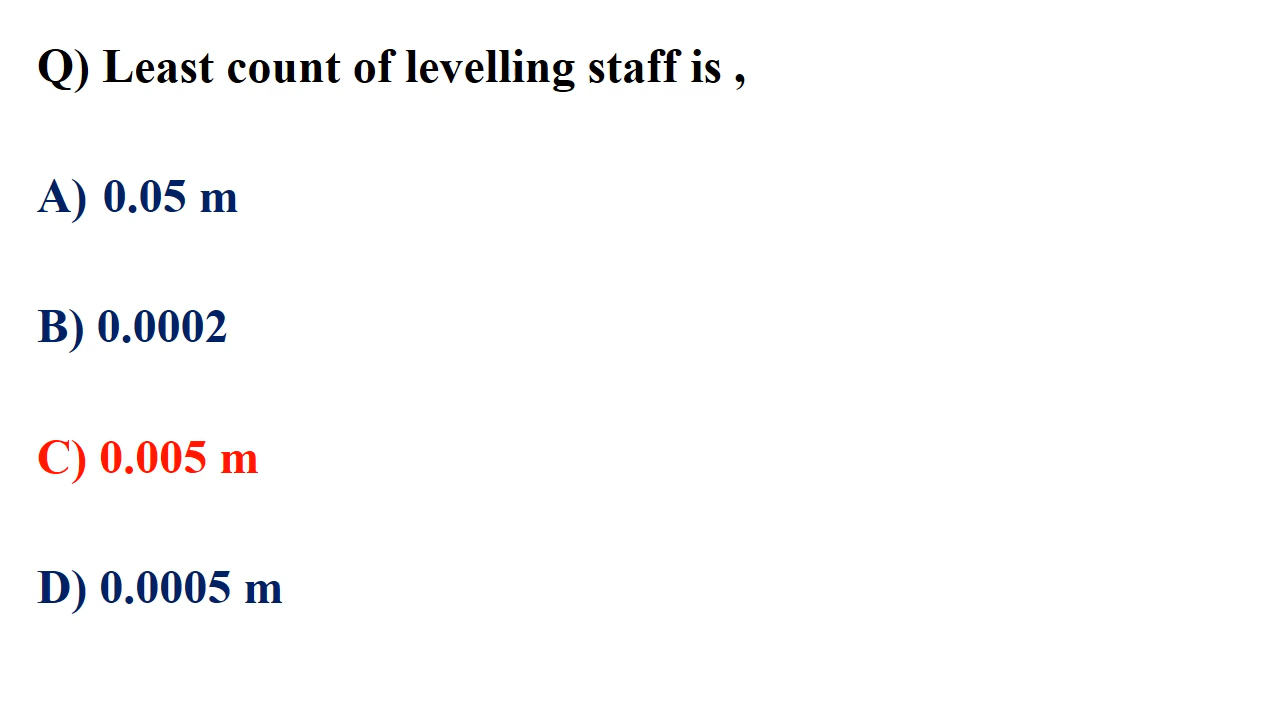 Q) Least count of levelling staff is ,
A) 0.05 m
B) 0.0002
C) 0.005 m
D) 0.0005 m